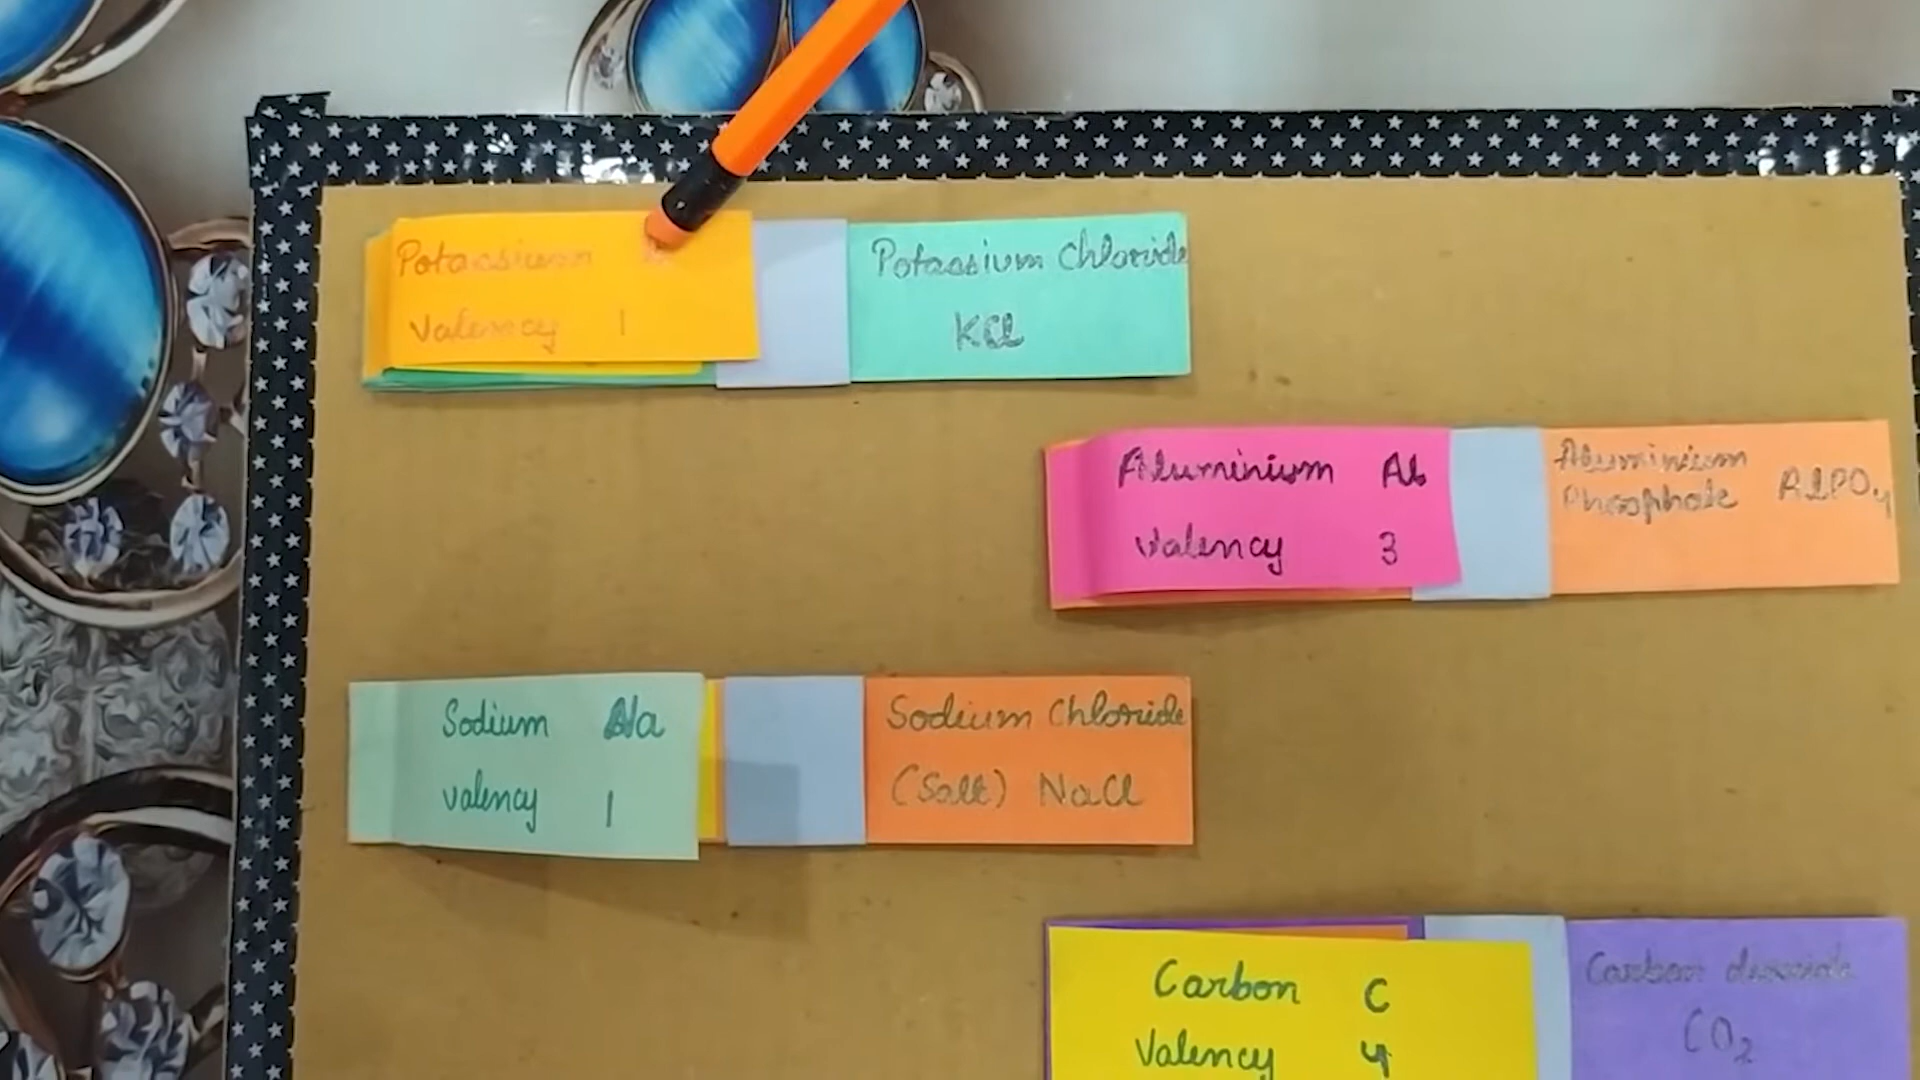 Potassium K
Valency 1
Potassium Chloride
KCl
Aluminium Al
Valency 3
Aluminium
Phosphate AlPO4
Sodium Na
Valency 1
Sodium Chloride
(Salt) NaCl
Carbon C
Valency 4
Carbon dioxide
CO2